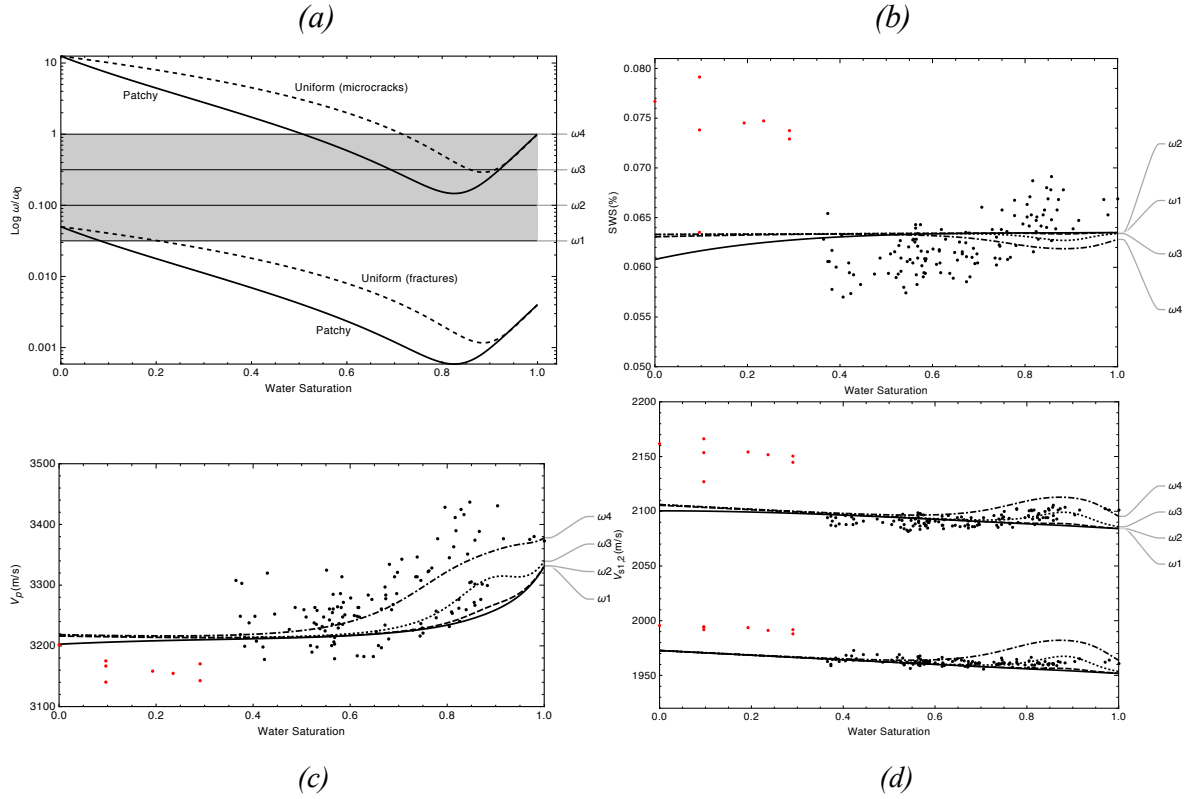 (a)
(b)
10
1
0.100
0.010
0.001
0.0
0.2
0.4
0.6
0.8
1.0
Water Saturation
Log ω/ω0
Uniform (microcracks)
Patchy
Uniform (fractures)
Patchy
ω4
ω3
ω2
ω1
0.080
0.075
0.070
0.065
0.060
0.055
0.050
0.0
0.2
0.4
0.6
0.8
1.0
Water Saturation
SWS(%)
ω2
ω1
ω3
ω4
3500
3400
3300
3200
3100
0.0
0.2
0.4
0.6
0.8
1.0
Water Saturation
Vp(m/s)
ω4
ω3
ω2
ω1
2200
2150
2100
2050
2000
1950
0.0
0.2
0.4
0.6
0.8
1.0
Water Saturation
Vs1,2(m/s)
ω4
ω3
ω2
ω1
(c)
(d)